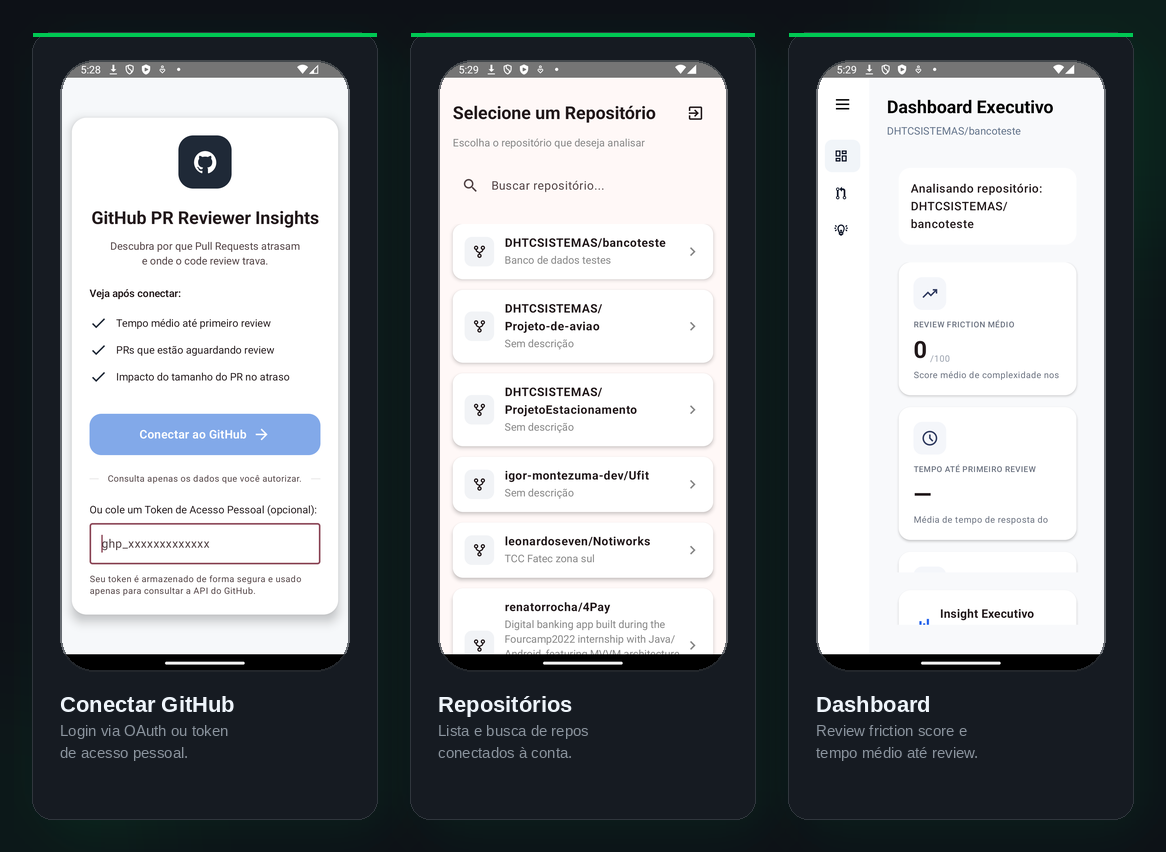 5:28
GitHub PR Reviewer Insights
Descubra por que Pull Requests atrasam
e onde o code review trava.
Veja após conectar:
Tempo médio até primeiro review
PRs que estão aguardando review
Impacto do tamanho do PR no atraso
Conectar ao GitHub
Consulta apenas os dados que você autorizar.
Ou cole um Token de Acesso Pessoal (opcional):
ghp_xxxxxxxxxxxxx
Seu token é armazenado de forma segura e usado
apenas para consultar a API do GitHub.
Conectar GitHub
Login via OAuth ou token
de acesso pessoal.
5:29
Selecione um Repositório
Escolha o repositório que deseja analisar
Buscar repositório...
DHTCSISTEMAS/bancoteste
Banco de dados testes
DHTCSISTEMAS/
Projeto-de-aviao
Sem descrição
DHTCSISTEMAS/
ProjetoEstacionamento
Sem descrição
igor-montezuma-dev/Ufit
Sem descrição
leonardoseven/Notiworks
TCC Fatec zona sul
renatorrocha/4Pay
Digital banking app built during the
Fourcamp2022 internship with Java/
Android, featuring MVVM architecture
Repositórios
Lista e busca de repos
conectados à conta.
5:29
Dashboard Executivo
DHTCSISTEMAS/bancoteste
Analisando repositório:
DHTCSISTEMAS/
bancoteste
REVIEW FRICTION MÉDIO
0 /100
Score médio de complexidade nos
TEMPO ATÉ PRIMEIRO REVIEW
—
Média de tempo de resposta do
Insight Executivo
Dashboard
Review friction score e
tempo médio até review.